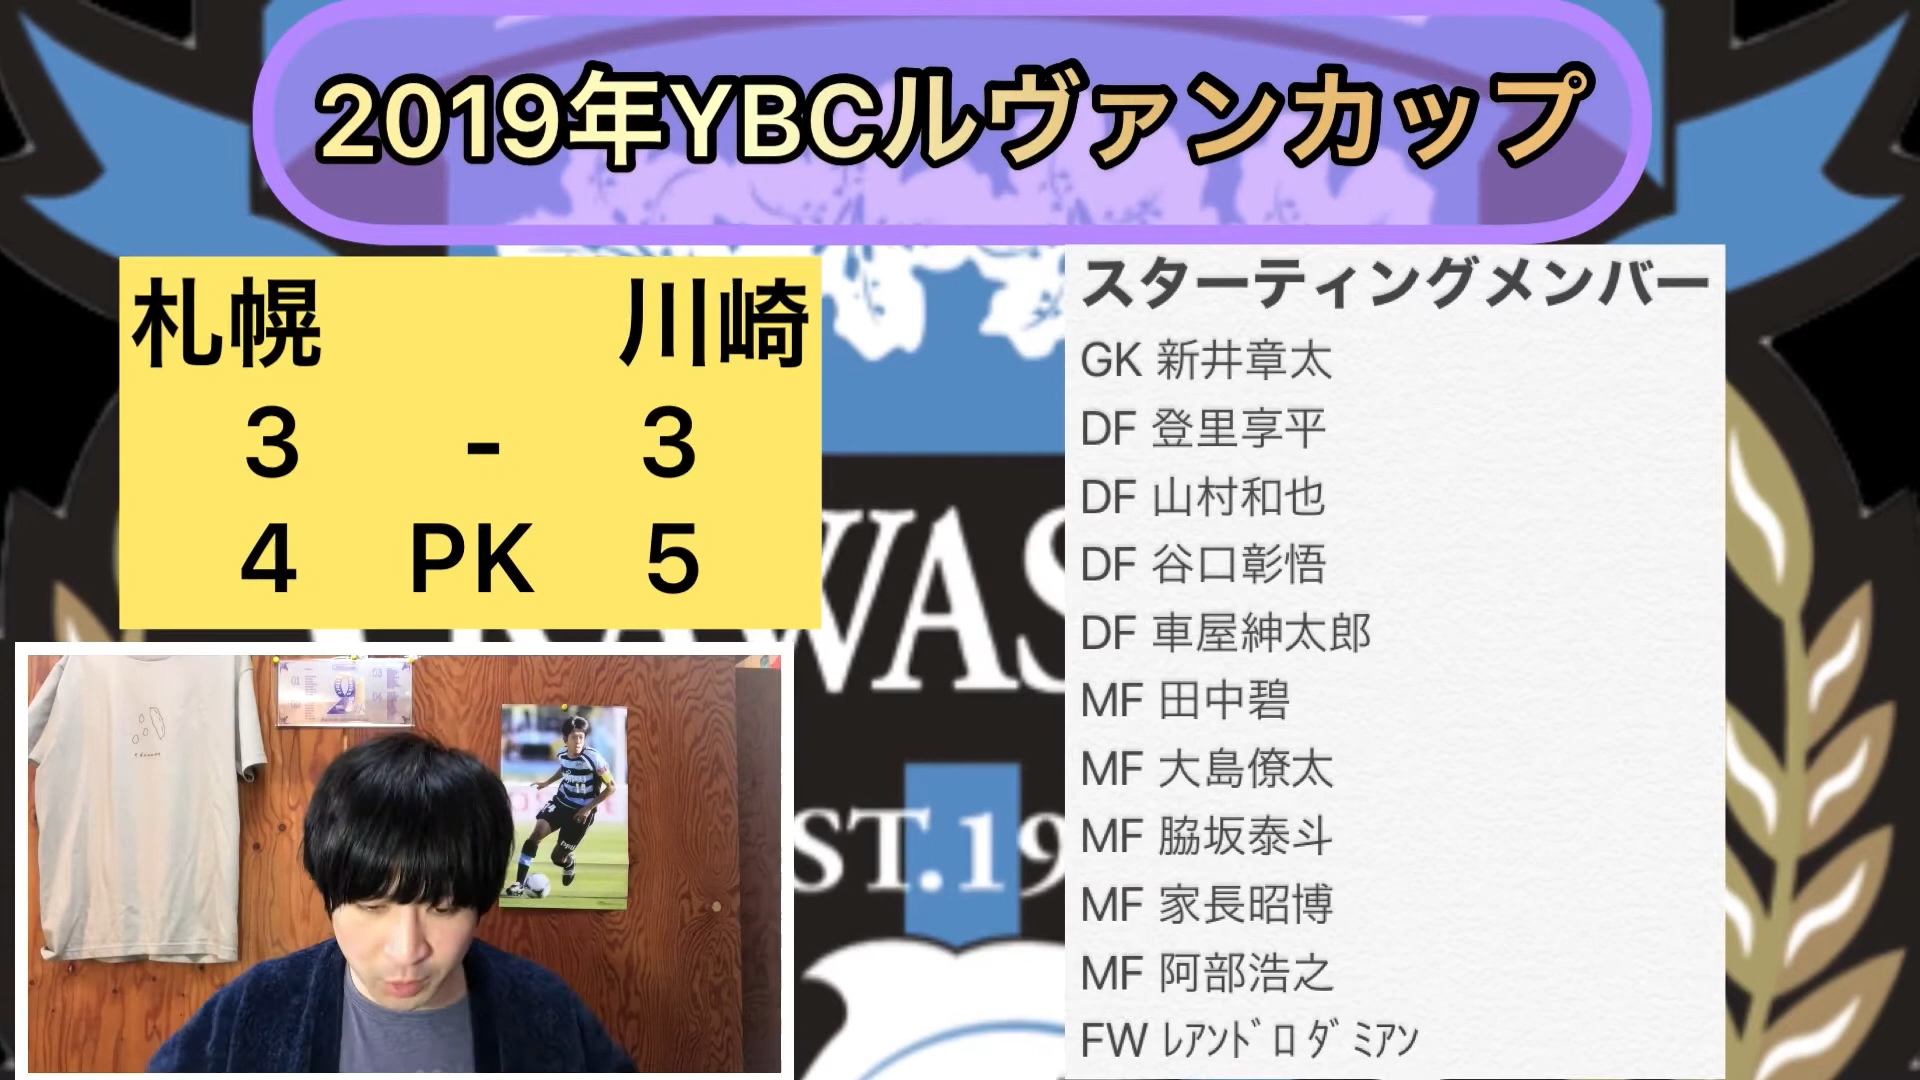 2019年YBCルヴァンカップ
札幌 川崎
3 - 3
4 PK 5
スターティングメンバー
GK 新井章太
DF 登里享平
DF 山村和也
DF 谷口彰悟
DF 車屋紳太郎
MF 田中碧
MF 大島僚太
MF 脇坂泰斗
MF 家長昭博
MF 阿部浩之
FW ﾚｱﾝﾄﾞﾛﾀﾞﾐｱﾝ
WAS
ST.19